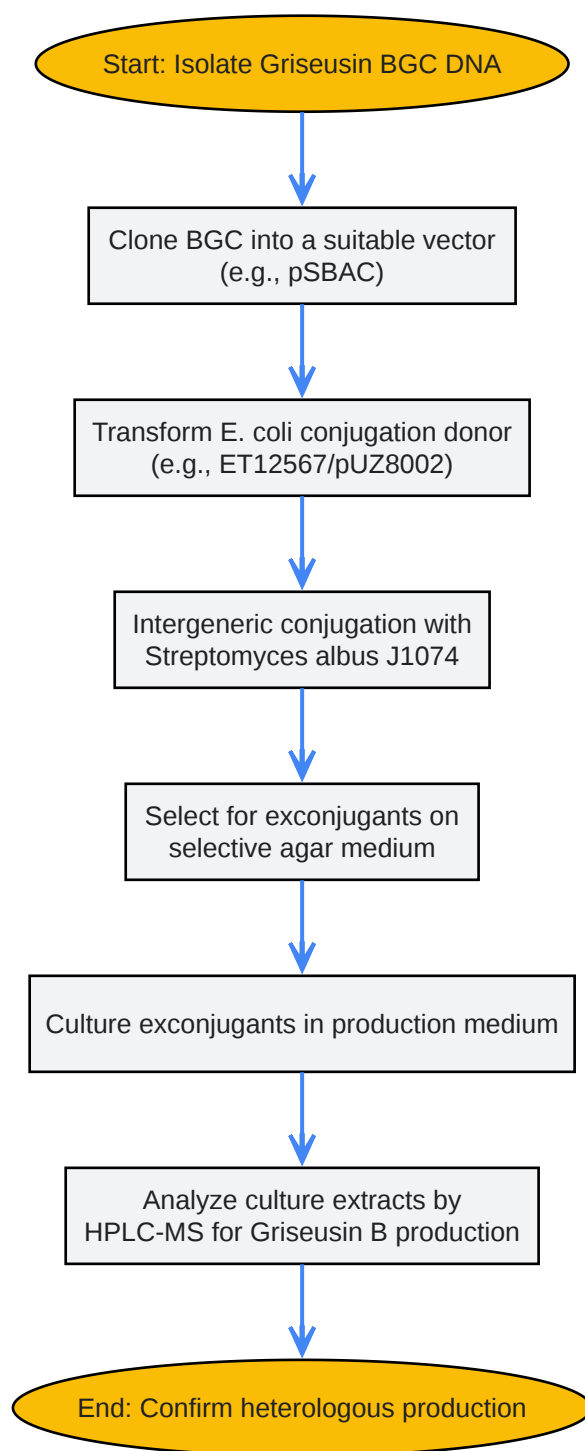 Start: Isolate Griseusin BGC DNA
Clone BGC into a suitable vector
(e.g., pSBAC)
Transform E. coli conjugation donor
(e.g., ET12567/pUZ8002)
Intergeneric conjugation with
Streptomyces albus J1074
Select for exconjugants on
selective agar medium
Culture exconjugants in production medium
Analyze culture extracts by
HPLC-MS for Griseusin B production
End: Confirm heterologous production